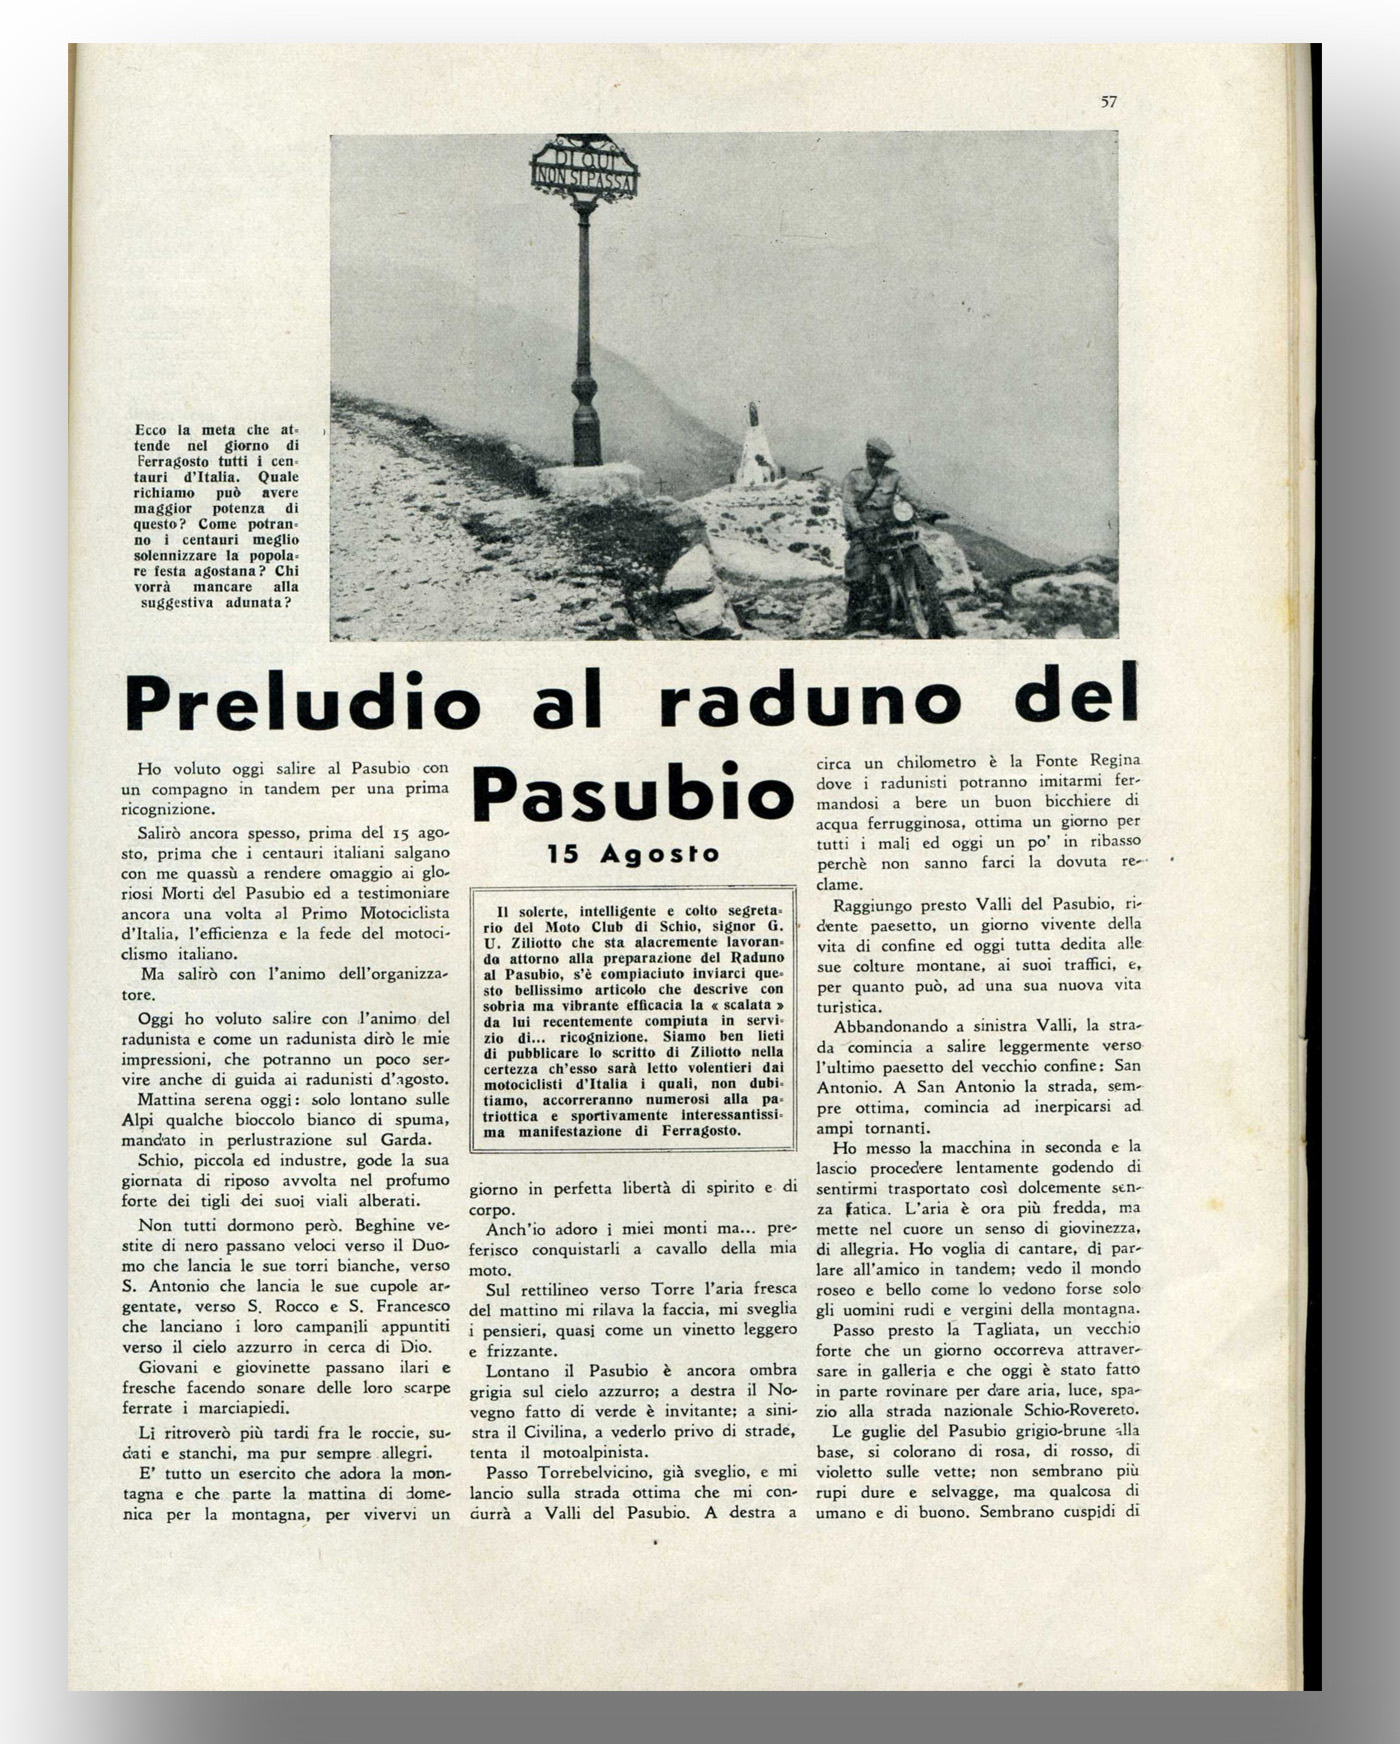 57
DI QUI
NON SI PASSA
Ecco la meta che at-
tende nel giorno di
Ferragosto tutti i cen-
tauri d'Italia. Quale
richiamo può avere
maggior potenza di
questo? Come potran-
no i centauri meglio
solennizzare la popola-
re festa agostana? Chi
vorrà mancare alla
suggestiva adunata?
Preludio al raduno del
Pasubio
15 Agosto
Ho voluto oggi salire al Pasubio con
un compagno in tandem per una prima
ricognizione.
Salirò ancora spesso, prima del 15 ago-
sto, prima che i centauri italiani salgano
con me quassù a rendere omaggio ai glo-
riosi Morti del Pasubio ed a testimoniare
ancora una volta al Primo Motociclista
d'Italia, l'efficienza e la fede del motoci-
clismo italiano.
Ma salirò con l'animo dell'organizza-
tore.
Oggi ho voluto salire con l'animo del
radunista e come un radunista dirò le mie
impressioni, che potranno un poco ser-
vire anche di guida ai radunisti d'agosto.
Mattina serena oggi: solo lontano sulle
Alpi qualche bioccolo bianco di spuma,
mandato in perlustrazione sul Garda.
Schio, piccola ed industre, gode la sua
giornata di riposo avvolta nel profumo
forte dei tigli dei suoi viali alberati.
Non tutti dormono però. Beghine ve-
stite di nero passano veloci verso il Duo-
mo che lancia le sue torri bianche, verso
S. Antonio che lancia le sue cupole ar-
gentate, verso S. Rocco e S. Francesco
che lanciano i loro campanili appuntiti
verso il cielo azzurro in cerca di Dio.
Giovani e giovinette passano ilari e
fresche facendo sonare delle loro scarpe
ferrate i marciapiedi.
Li ritroverò più tardi fra le roccie, su-
dati e stanchi, ma pur sempre allegri.
E' tutto un esercito che adora la mon-
tagna e che parte la mattina di dome-
nica per la montagna, per vivervi un
Il solerte, intelligente e colto segreta-
rio del Moto Club di Schio, signor G.
U. Ziliotto che sta alacremente lavoran-
do attorno alla preparazione del Raduno
al Pasubio, s'è compiaciuto inviarci que-
sto bellissimo articolo che descrive con
sobria ma vibrante efficacia la « scalata »
da lui recentemente compiuta in servi-
zio di... ricognizione. Siamo ben lieti
di pubblicare lo scritto di Ziliotto nella
certezza ch'esso sarà letto volentieri dai
motociclisti d'Italia i quali, non dubi-
tiamo, accorreranno numerosi alla pa-
triottica e sportivamente interessantissi-
ma manifestazione di Ferragosto.
giorno in perfetta libertà di spirito e di
corpo.
Anch'io adoro i miei monti ma... pre-
ferisco conquistarli a cavallo della mia
moto.
Sul rettilineo verso Torre l'aria fresca
del mattino mi rilava la faccia, mi sveglia
i pensieri, quasi come un vinetto leggero
e frizzante.
Lontano il Pasubio è ancora ombra
grigia sul cielo azzurro; a destra il No-
vegno fatto di verde è invitante; a sini-
stra il Civilina, a vederlo privo di strade,
tenta il motoalpinista.
Passo Torrebelvicino, già sveglio, e mi
lancio sulla strada ottima che mi con-
durrà a Valli del Pasubio. A destra a
circa un chilometro è la Fonte Regina
dove i radunisti potranno imitarmi fer-
mandosi a bere un buon bicchiere di
acqua ferrugginosa, ottima un giorno per
tutti i mali ed oggi un po' in ribasso
perchè non sanno farci la dovuta re-
clame.
Raggiungo presto Valli del Pasubio, ri-
dente paesetto, un giorno vivente della
vita di confine ed oggi tutta dedita alle
sue colture montane, ai suoi traffici, e,
per quanto può, ad una sua nuova vita
turistica.
Abbandonando a sinistra Valli, la stra-
da comincia a salire leggermente verso
l'ultimo paesetto del vecchio confine: San
Antonio. A San Antonio la strada, sem-
pre ottima, comincia ad inerpicarsi ad
ampi tornanti.
Ho messo la macchina in seconda e la
lascio procedere lentamente godendo di
sentirmi trasportato così dolcemente sen-
za fatica. L'aria è ora più fredda, ma
mette nel cuore un senso di giovinezza,
di allegria. Ho voglia di cantare, di par-
lare all'amico in tandem; vedo il mondo
roseo e bello come lo vedono forse solo
gli uomini rudi e vergini della montagna.
Passo presto la Tagliata, un vecchio
forte che un giorno occorreva attraver-
sare in galleria e che oggi è stato fatto
in parte rovinare per dare aria, luce, spa-
zio alla strada nazionale Schio-Rovereto.
Le guglie del Pasubio grigio-brune alla
base, si colorano di rosa, di rosso, di
violetto sulle vette; non sembrano più
rupi dure e selvagge, ma qualcosa di
umano e di buono. Sembrano cuspidi di